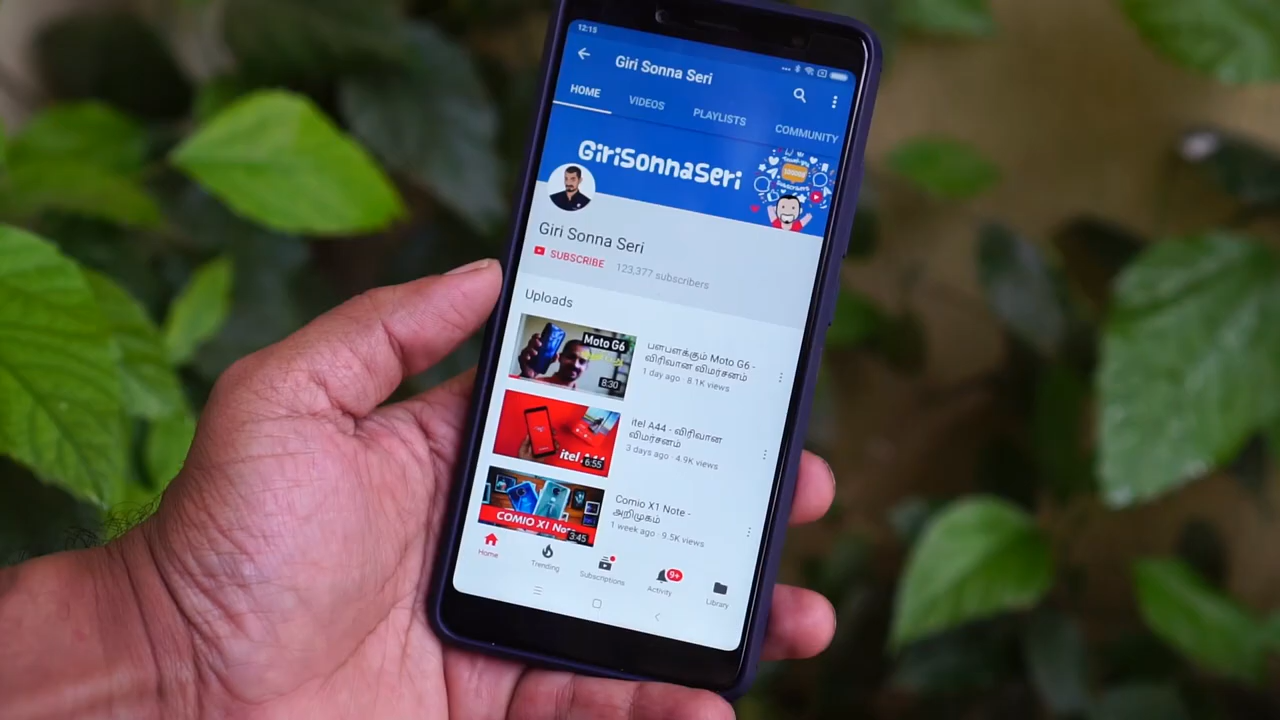 12:15
Giri Sonna Seri
HOME VIDEOS PLAYLISTS COMMUNITY
GiriSonnaSeri
Giri Sonna Seri
SUBSCRIBE 123,377 subscribers
Uploads
Moto G6
8:30
பளபளக்கும் Moto G6 -
விரிவான விமர்சனம்
1 day ago · 8.1K views
itel A44
6:55
itel A44 - விரிவான
விமர்சனம்
3 days ago · 4.9K views
COMIO X1 Note
3:45
Comio X1 Note -
அறிமுகம்
1 week ago · 9.5K views
Home Trending Subscriptions Activity Library
9+